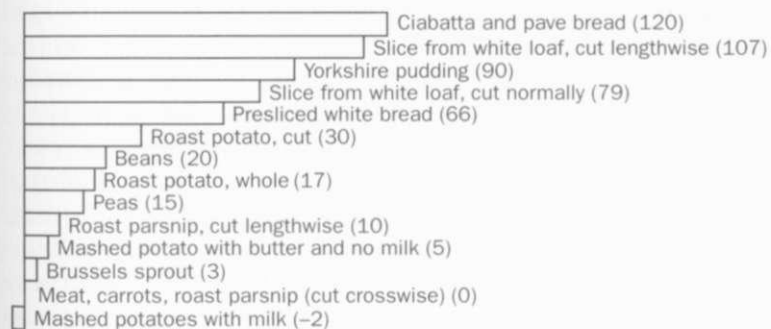 Ciabatta and pave bread (120)
Slice from white loaf, cut lengthwise (107)
Yorkshire pudding (90)
Slice from white loaf, cut normally (79)
Presliced white bread (66)
Roast potato, cut (30)
Beans (20)
Roast potato, whole (17)
Peas (15)
Roast parsnip, cut lengthwise (10)
Mashed potato with butter and no milk (5)
Brussels sprout (3)
Meat, carrots, roast parsnip (cut crosswise) (0)
Mashed potatoes with milk (–2)